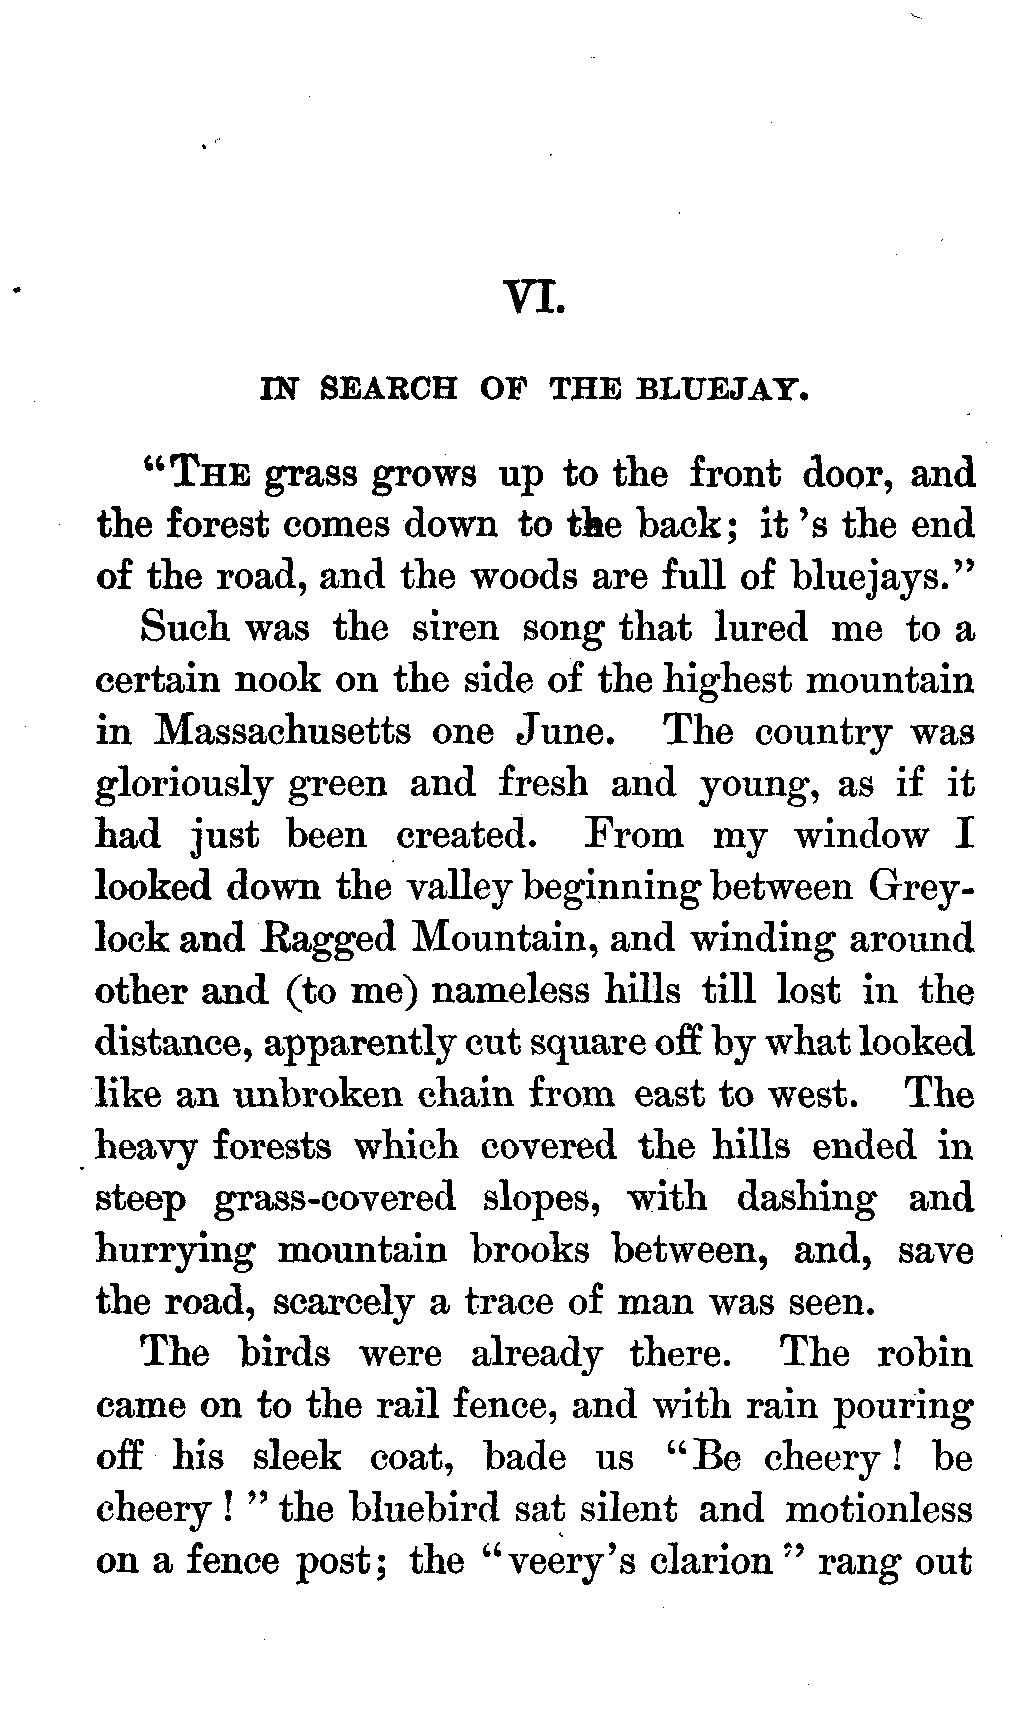 VI.
IN SEARCH OF THE BLUEJAY.
"THE grass grows up to the front door, and
the forest comes down to the back; it 's the end
of the road, and the woods are full of bluejays."
Such was the siren song that lured me to a
certain nook on the side of the highest mountain
in Massachusetts one June. The country was
gloriously green and fresh and young, as if it
had just been created. From my window I
looked down the valley beginning between Grey-
lock and Ragged Mountain, and winding around
other and (to me) nameless hills till lost in the
distance, apparently cut square off by what looked
like an unbroken chain from east to west. The
heavy forests which covered the hills ended in
steep grass-covered slopes, with dashing and
hurrying mountain brooks between, and, save
the road, scarcely a trace of man was seen.
The birds were already there. The robin
came on to the rail fence, and with rain pouring
off his sleek coat, bade us "Be cheery! be
cheery!" the bluebird sat silent and motionless
on a fence post; the "veery's clarion" rang out